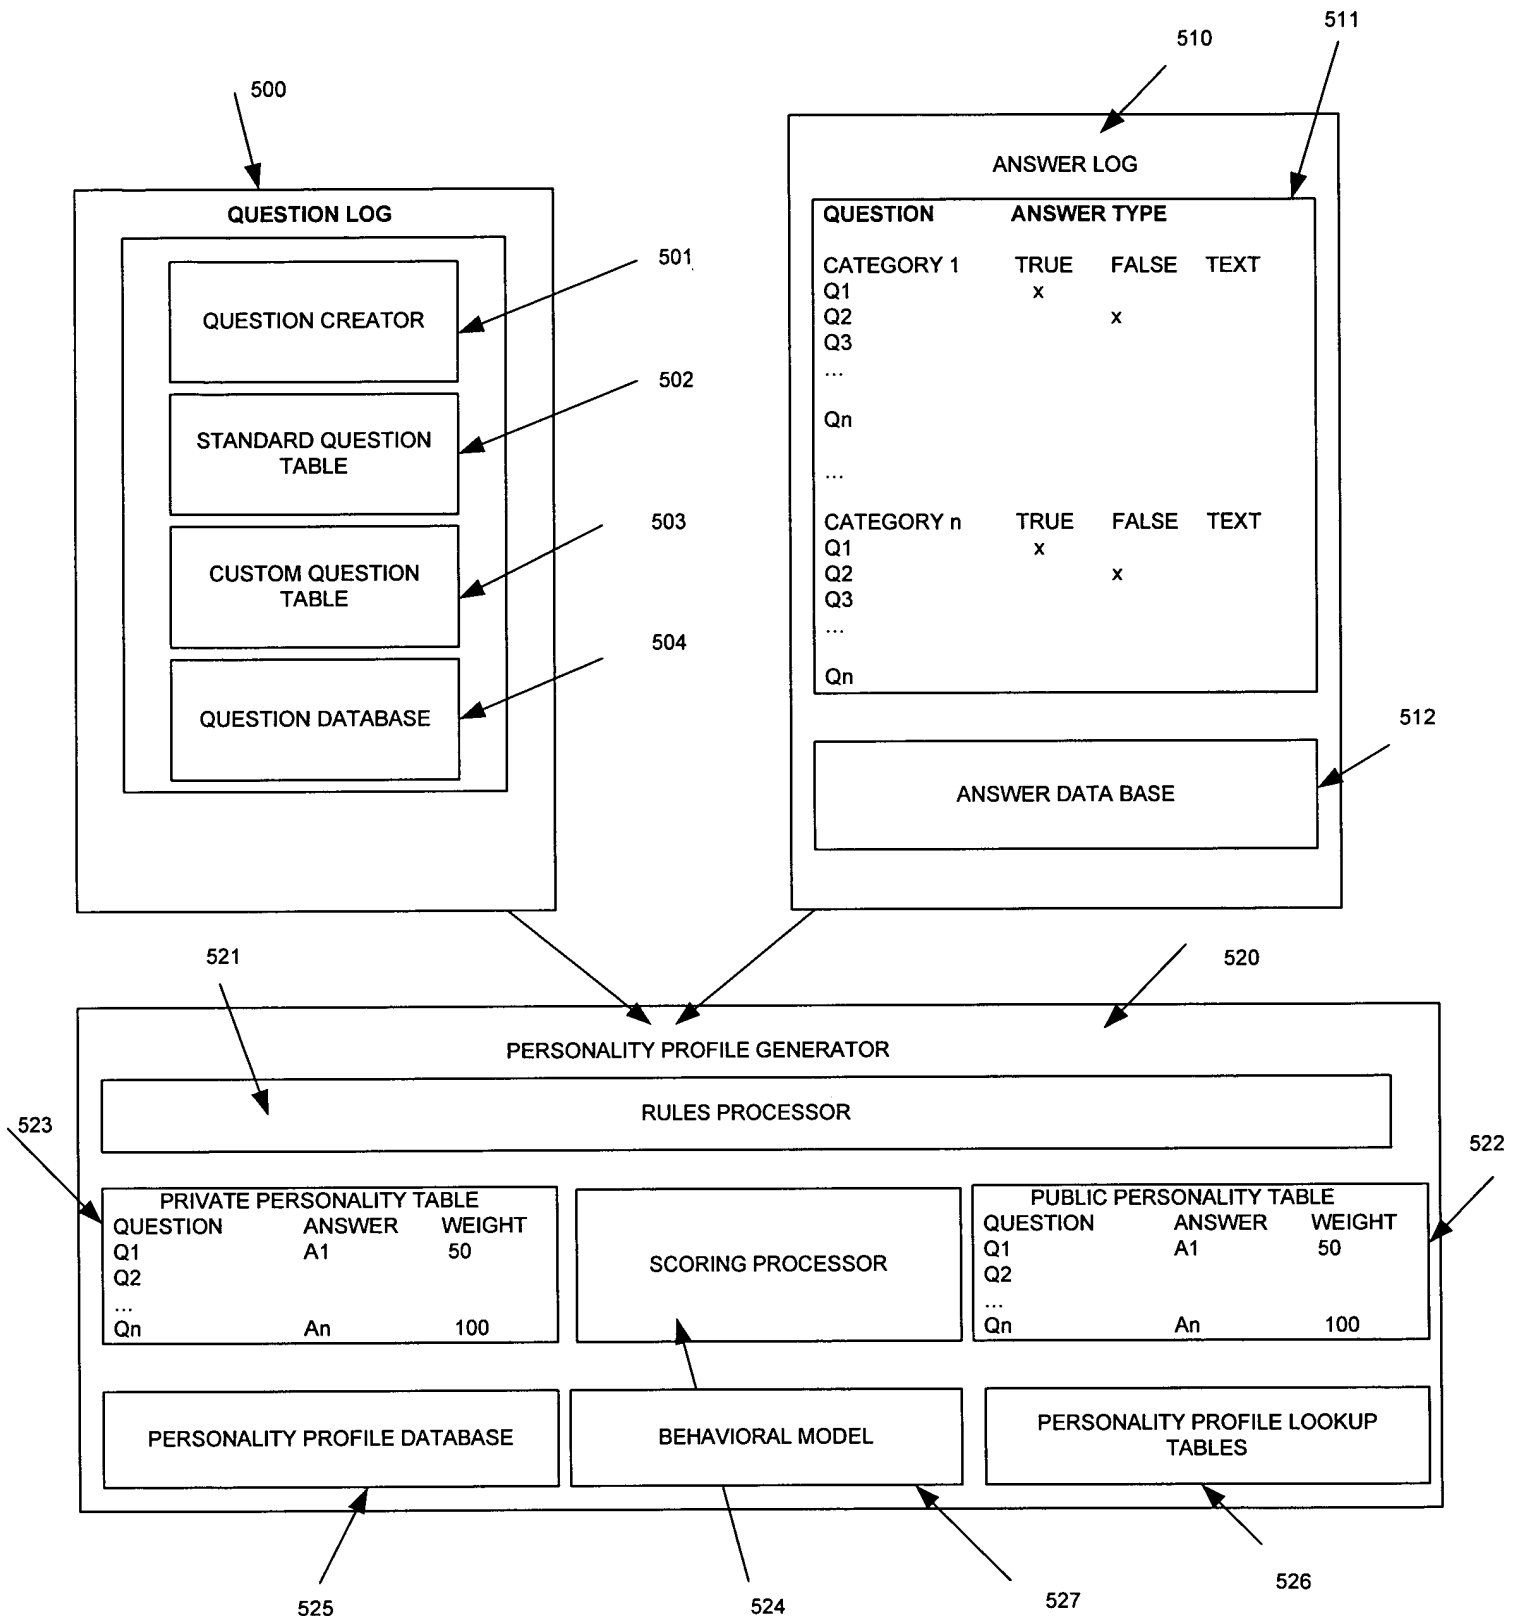 500
QUESTION LOG
501
QUESTION CREATOR
502
STANDARD QUESTION
TABLE
503
CUSTOM QUESTION
TABLE
504
QUESTION DATABASE
510
511
ANSWER LOG
QUESTION ANSWER TYPE
CATEGORY 1 TRUE FALSE TEXT
Q1 x
Q2 x
Q3
...
Qn
...
CATEGORY n TRUE FALSE TEXT
Q1 x
Q2 x
Q3
...
Qn
512
ANSWER DATA BASE
521
520
PERSONALITY PROFILE GENERATOR
RULES PROCESSOR
523
522
PRIVATE PERSONALITY TABLE
QUESTION ANSWER WEIGHT
Q1 A1 50
Q2
...
Qn An 100
SCORING PROCESSOR
PUBLIC PERSONALITY TABLE
QUESTION ANSWER WEIGHT
Q1 A1 50
Q2
...
Qn An 100
PERSONALITY PROFILE DATABASE
BEHAVIORAL MODEL
PERSONALITY PROFILE LOOKUP
TABLES
525
524
527
526